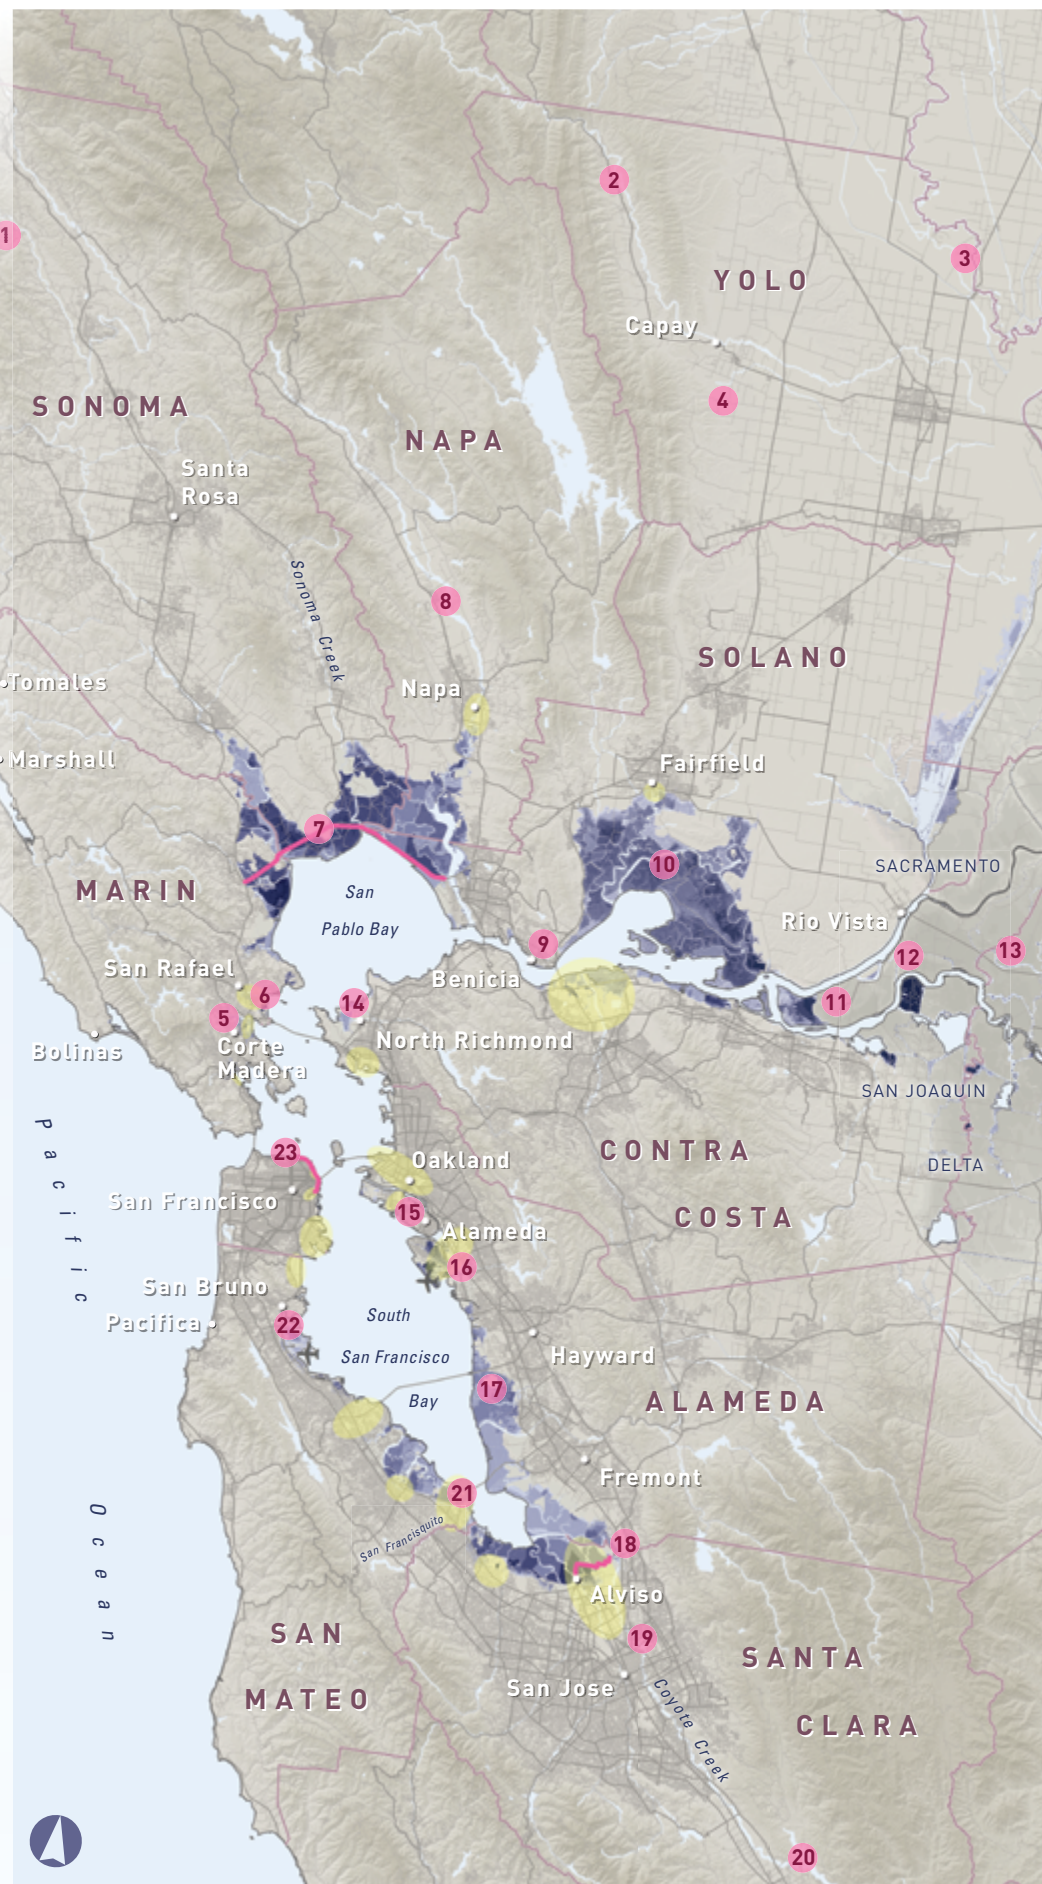 2
1
3
YOLO
Capay
4
SONOMA
NAPA
Santa
Rosa
Sonoma Creek
8
SOLANO
Tomales
Napa
Marshall
Fairfield
7
10
SACRAMENTO
MARIN
San
Pablo Bay
Rio Vista
9
12
13
San Rafael
Benicia
6
14
11
5
North Richmond
Bolinas
Corte
Madera
SAN JOAQUIN
Pacific
23
CONTRA
Oakland
DELTA
San Francisco
15
COSTA
Alameda
16
San Bruno
South
Pacifica
22
San Francisco
Hayward
17
Bay
ALAMEDA
Fremont
21
Ocean
San Francisquito
18
Alviso
SAN
19
SANTA
MATEO
San Jose
Coyote Creek
CLARA
20